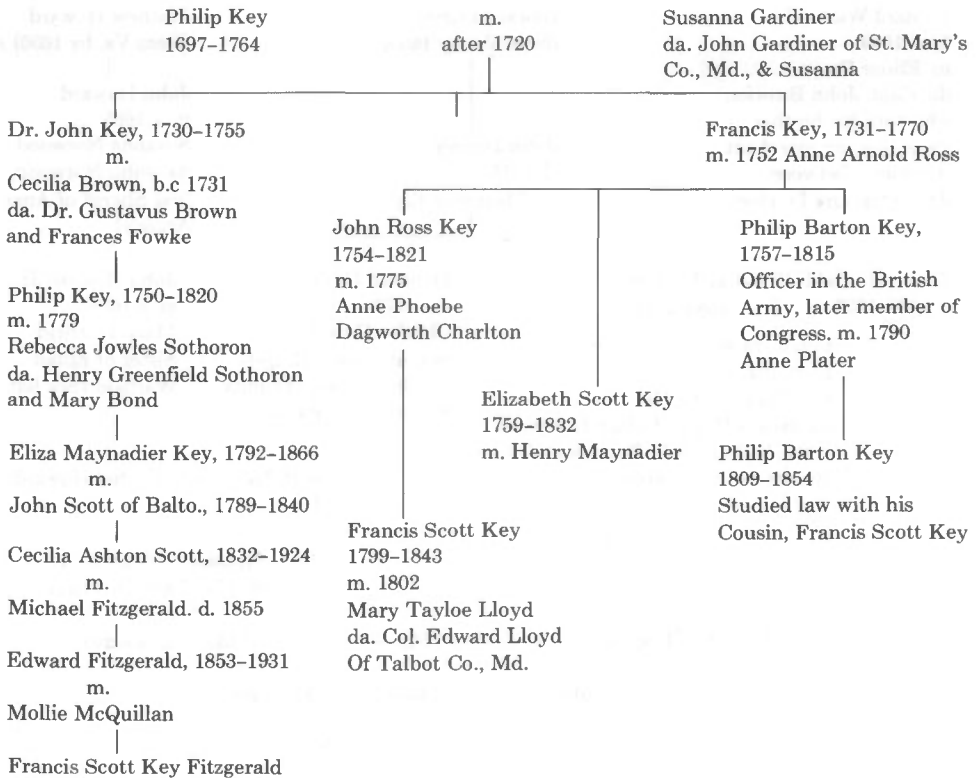 Philip Key
1697–1764
m.
after 1720
Susanna Gardiner
da. John Gardiner of St. Mary's
Co., Md., & Susanna
Dr. John Key, 1730–1755
m.
Cecilia Brown, b.c 1731
da. Dr. Gustavus Brown
and Frances Fowke
Philip Key, 1750–1820
m. 1779
Rebecca Jowles Sothoron
da. Henry Greenfield Sothoron
and Mary Bond
Eliza Maynadier Key, 1792–1866
m.
John Scott of Balto., 1789–1840
Cecilia Ashton Scott, 1832–1924
m.
Michael Fitzgerald. d. 1855
Edward Fitzgerald, 1853–1931
m.
Mollie McQuillan
Francis Scott Key Fitzgerald
Francis Key, 1731–1770
m. 1752 Anne Arnold Ross
John Ross Key
1754–1821
m. 1775
Anne Phoebe
Dagworth Charlton
Francis Scott Key
1799–1843
m. 1802
Mary Tayloe Lloyd
da. Col. Edward Lloyd
Of Talbot Co., Md.
Elizabeth Scott Key
1759–1832
m. Henry Maynadier
Philip Barton Key,
1757–1815
Officer in the British
Army, later member of
Congress. m. 1790
Anne Plater
Philip Barton Key
1809–1854
Studied law with his
Cousin, Francis Scott Key